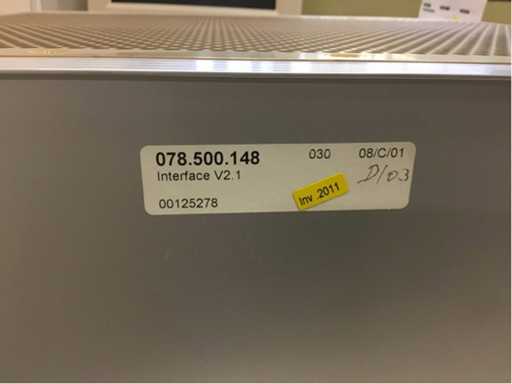 078.500.148 030 08/C/01
Interface V2.1 D/03
Inv. 2011
00125278